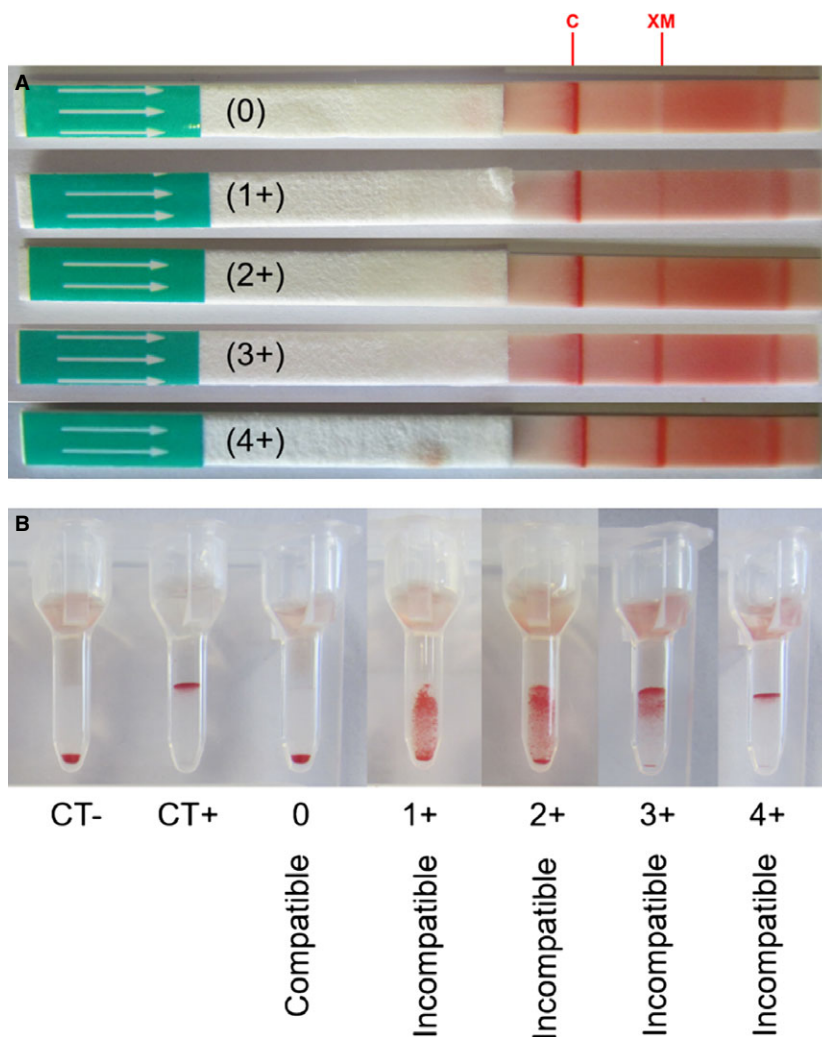 C XM
A
(0)
(1+)
(2+)
(3+)
(4+)
B
CT- CT+ 0 1+ 2+ 3+ 4+
Compatible
Incompatible
Incompatible
Incompatible
Incompatible